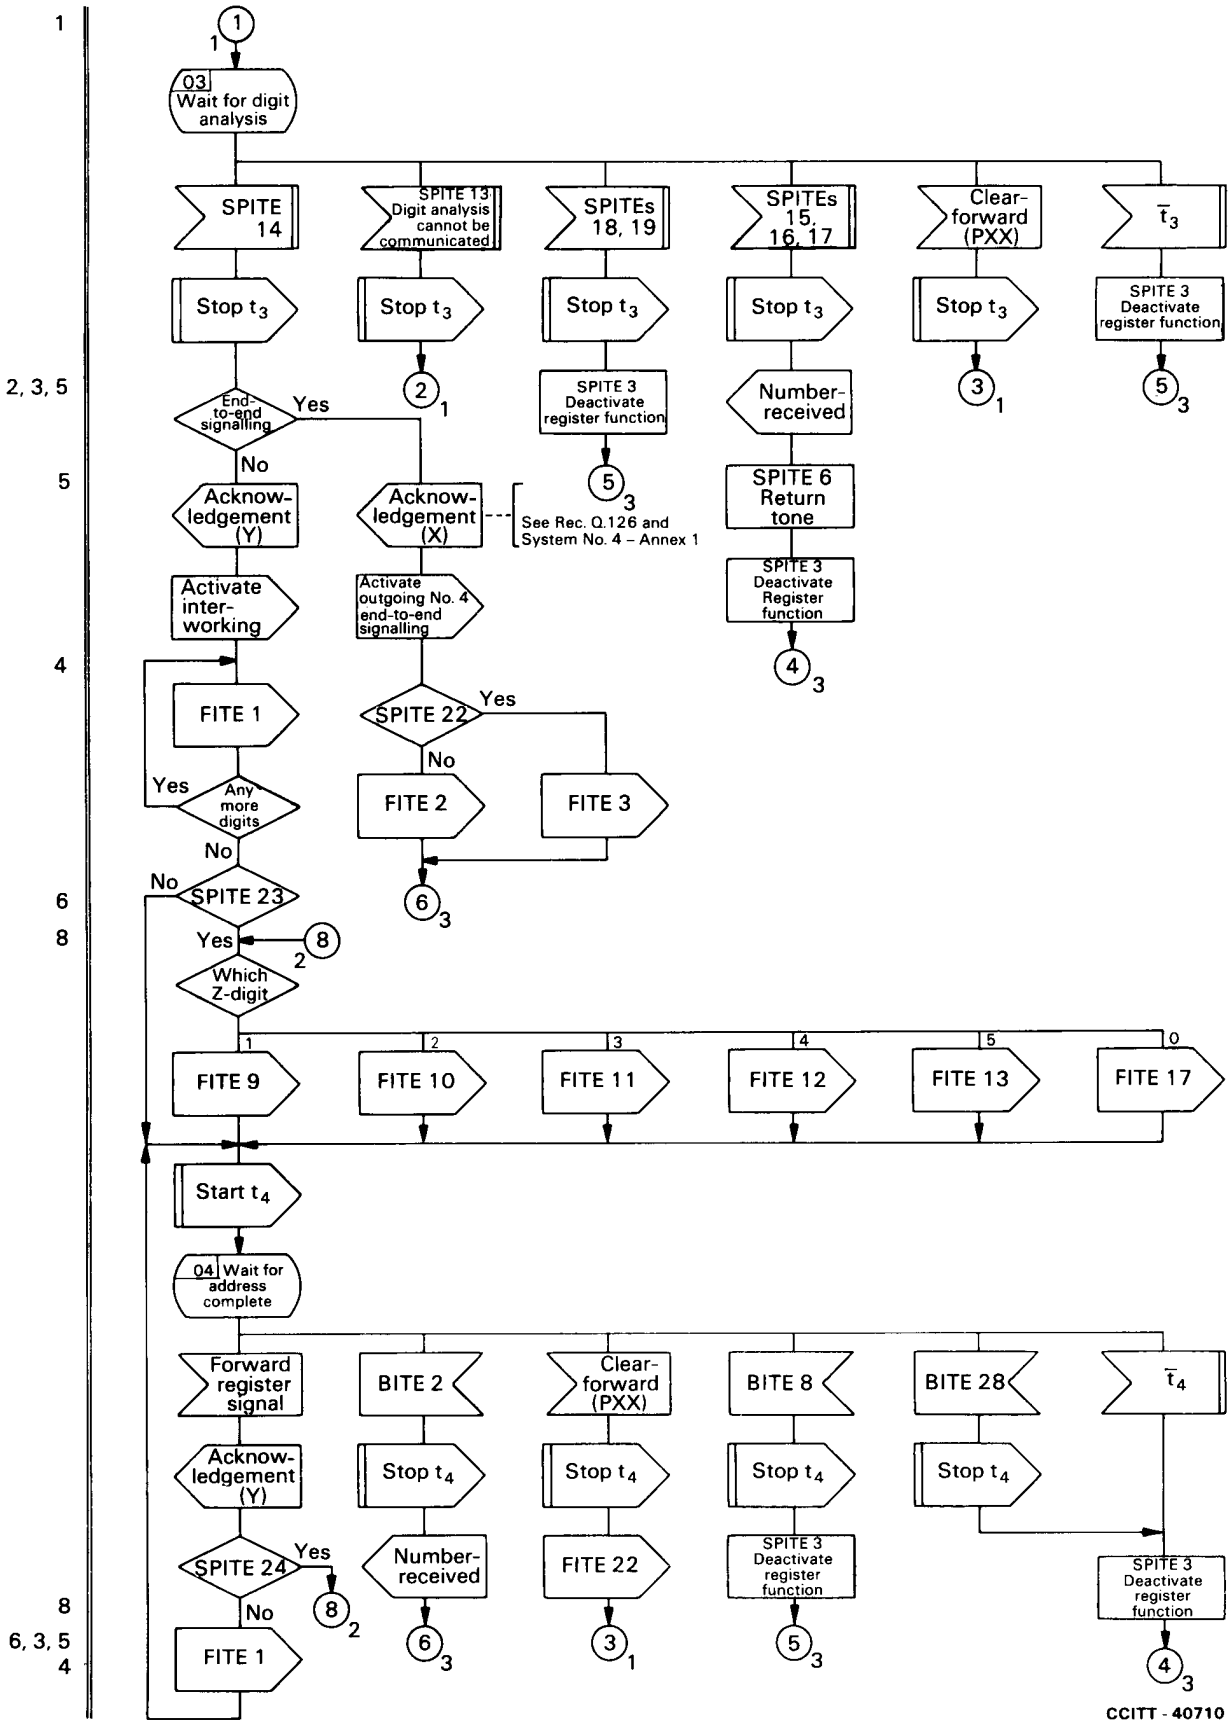 1
1
1
03
Wait for digit
analysis
SPITE
14
SPITE 13
Digit analysis
cannot be
communicated
SPITEs
18, 19
SPITEs
15,
16, 17
Clear-
forward
(PXX)
t̅3
Stop t3
Stop t3
Stop t3
Stop t3
Stop t3
SPITE 3
Deactivate
register function
2, 3, 5
End-
to-end
signalling
Yes
No
2
1
SPITE 3
Deactivate
register function
Number-
received
3
1
5
3
5
Acknow-
ledgement
(Y)
Acknow-
ledgement
(X)
5
3
See Rec. Q.126 and
System No. 4 – Annex 1
SPITE 6
Return
tone
Activate
inter-
working
Activate
outgoing No. 4
end-to-end
signalling
SPITE 3
Deactivate
Register
function
4
4
3
FITE 1
SPITE 22
Yes
No
Yes
Any
more
digits
No
FITE 2
FITE 3
No
SPITE 23
6
6
3
8
Yes
8
2
Which
Z-digit
1
2
3
4
5
0
FITE 9
FITE 10
FITE 11
FITE 12
FITE 13
FITE 17
Start t4
04
Wait for
address
complete
Forward
register
signal
BITE 2
Clear-
forward
(PXX)
BITE 8
BITE 28
t̅4
Acknow-
ledgement
(Y)
Stop t4
Stop t4
Stop t4
Stop t4
SPITE 24
Yes
No
Number-
received
FITE 22
SPITE 3
Deactivate
register
function
SPITE 3
Deactivate
register
function
8
8
2
6, 3, 5
4
FITE 1
6
3
3
1
5
3
4
3
CCITT - 40710